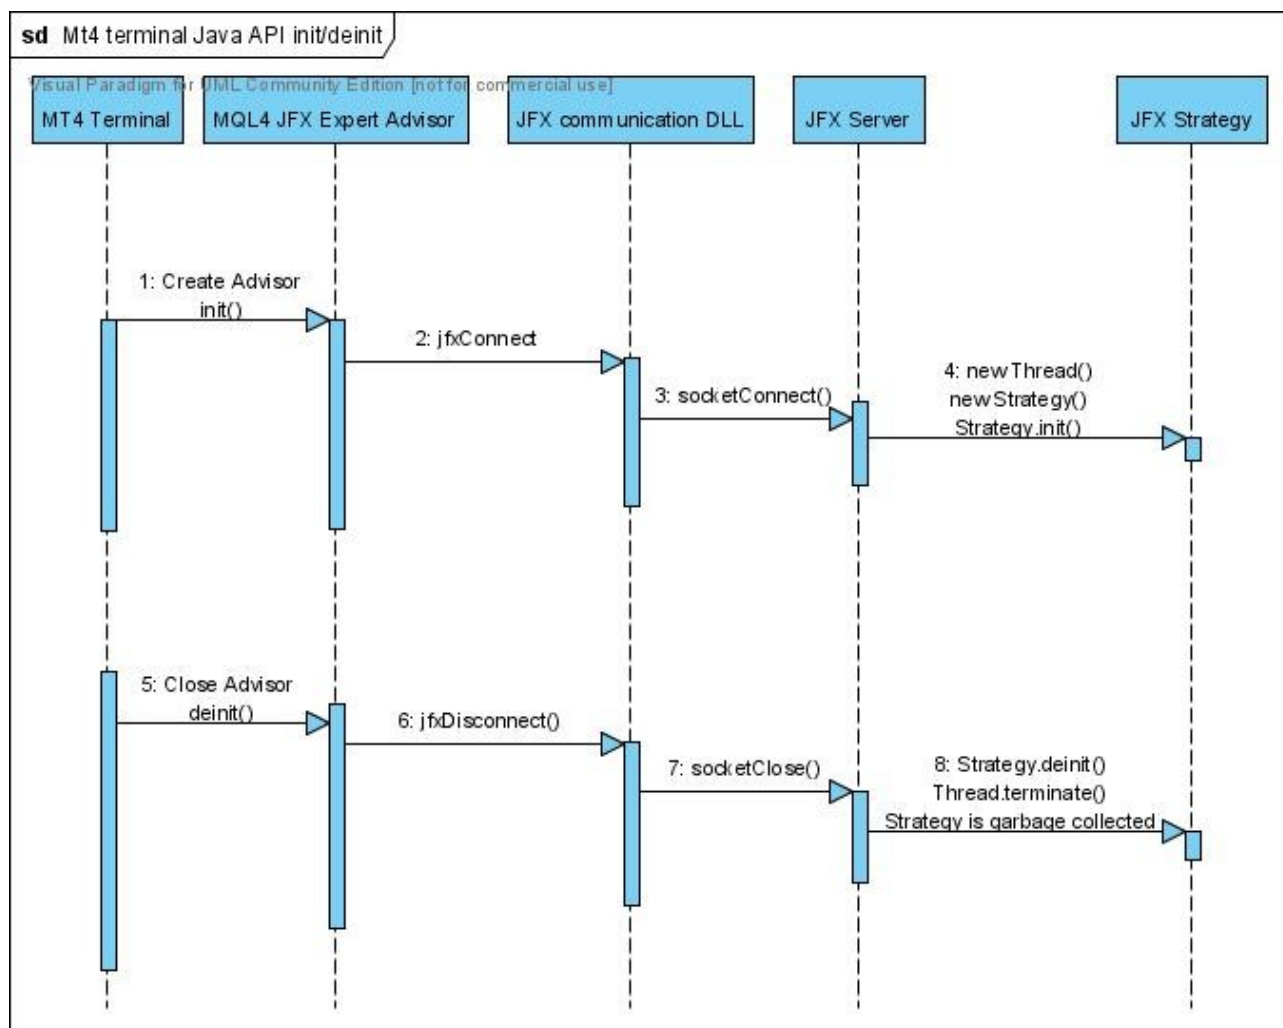 sd Mt4 terminal Java API init/deinit
Visual Paradigm for UML Community Edition [not for commercial use]
MT4 Terminal
MQL4 JFX Expert Advisor
JFX communication DLL
JFX Server
JFX Strategy
1: Create Advisor
init()
2: jfxConnect
3: socketConnect()
4: newThread()
newStrategy()
Strategy.init()
5: Close Advisor
deinit()
6: jfxDisconnect()
7: socketClose()
8: Strategy.deinit()
Thread.terminate()
Strategy is garbage collected